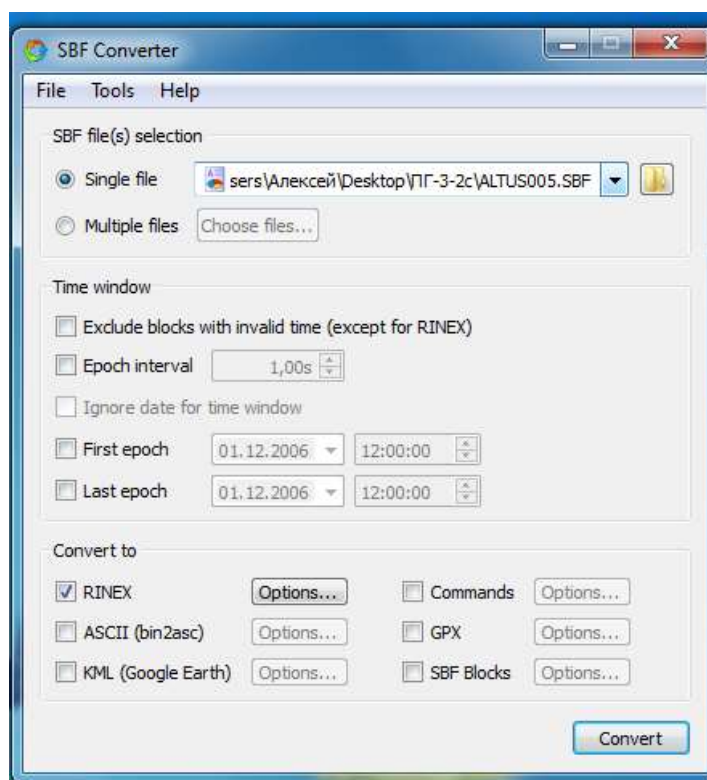 SBF Converter
File Tools Help
SBF file(s) selection
Single file sers\Алексей\Desktop\ПГ-3-2с\ALTUS005.SBF
Multiple files Choose files...
Time window
Exclude blocks with invalid time (except for RINEX)
Epoch interval 1,00s
Ignore date for time window
First epoch 01.12.2006 12:00:00
Last epoch 01.12.2006 12:00:00
Convert to
RINEX Options... Commands Options...
ASCII (bin2asc) Options... GPX Options...
KML (Google Earth) Options... SBF Blocks Options...
Convert